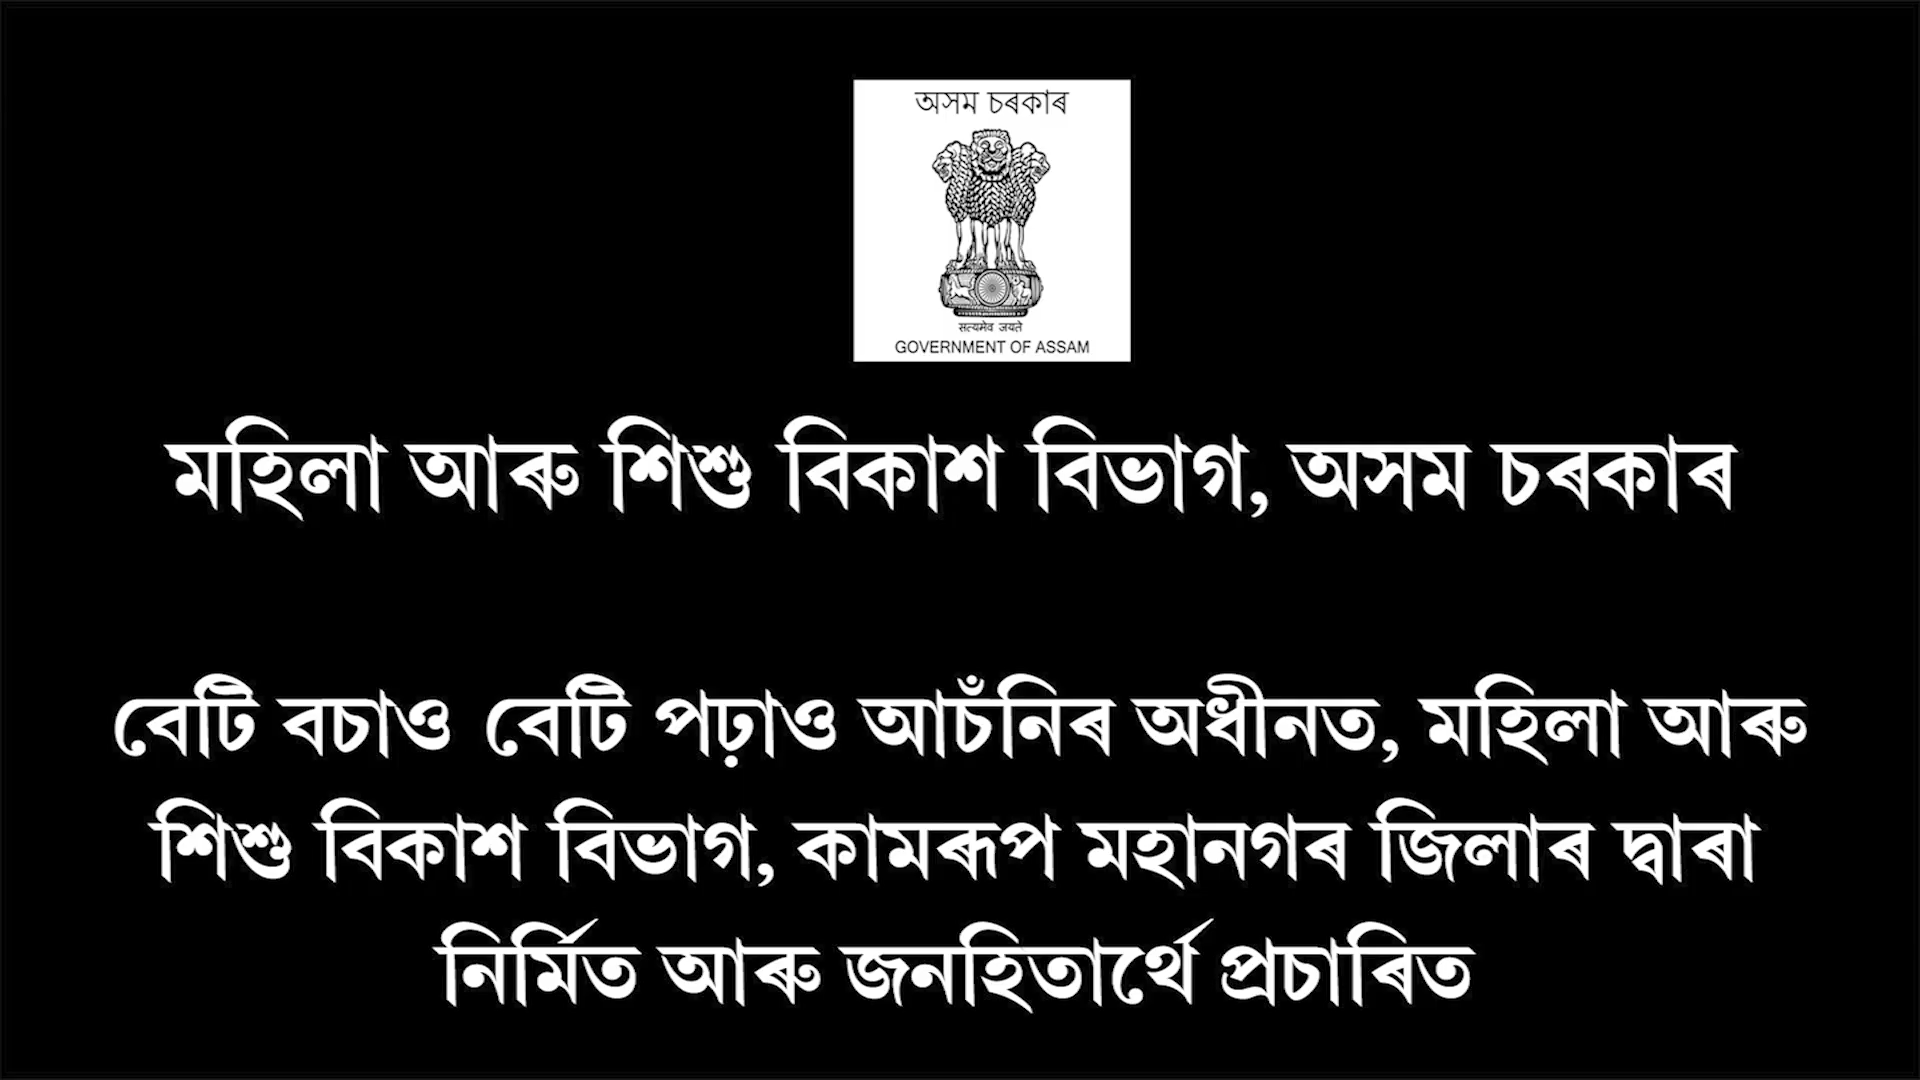 অসম চৰকাৰ
सत्यमेव जयते
GOVERNMENT OF ASSAM
মহিলা আৰু শিশু বিকাশ বিভাগ, অসম চৰকাৰ
বেটি বচাও বেটি পঢ়াও আচঁনিৰ অধীনত, মহিলা আৰু
শিশু বিকাশ বিভাগ, কামৰূপ মহানগৰ জিলাৰ দ্বাৰা
নিৰ্মিত আৰু জনহিতাৰ্থে প্ৰচাৰিত